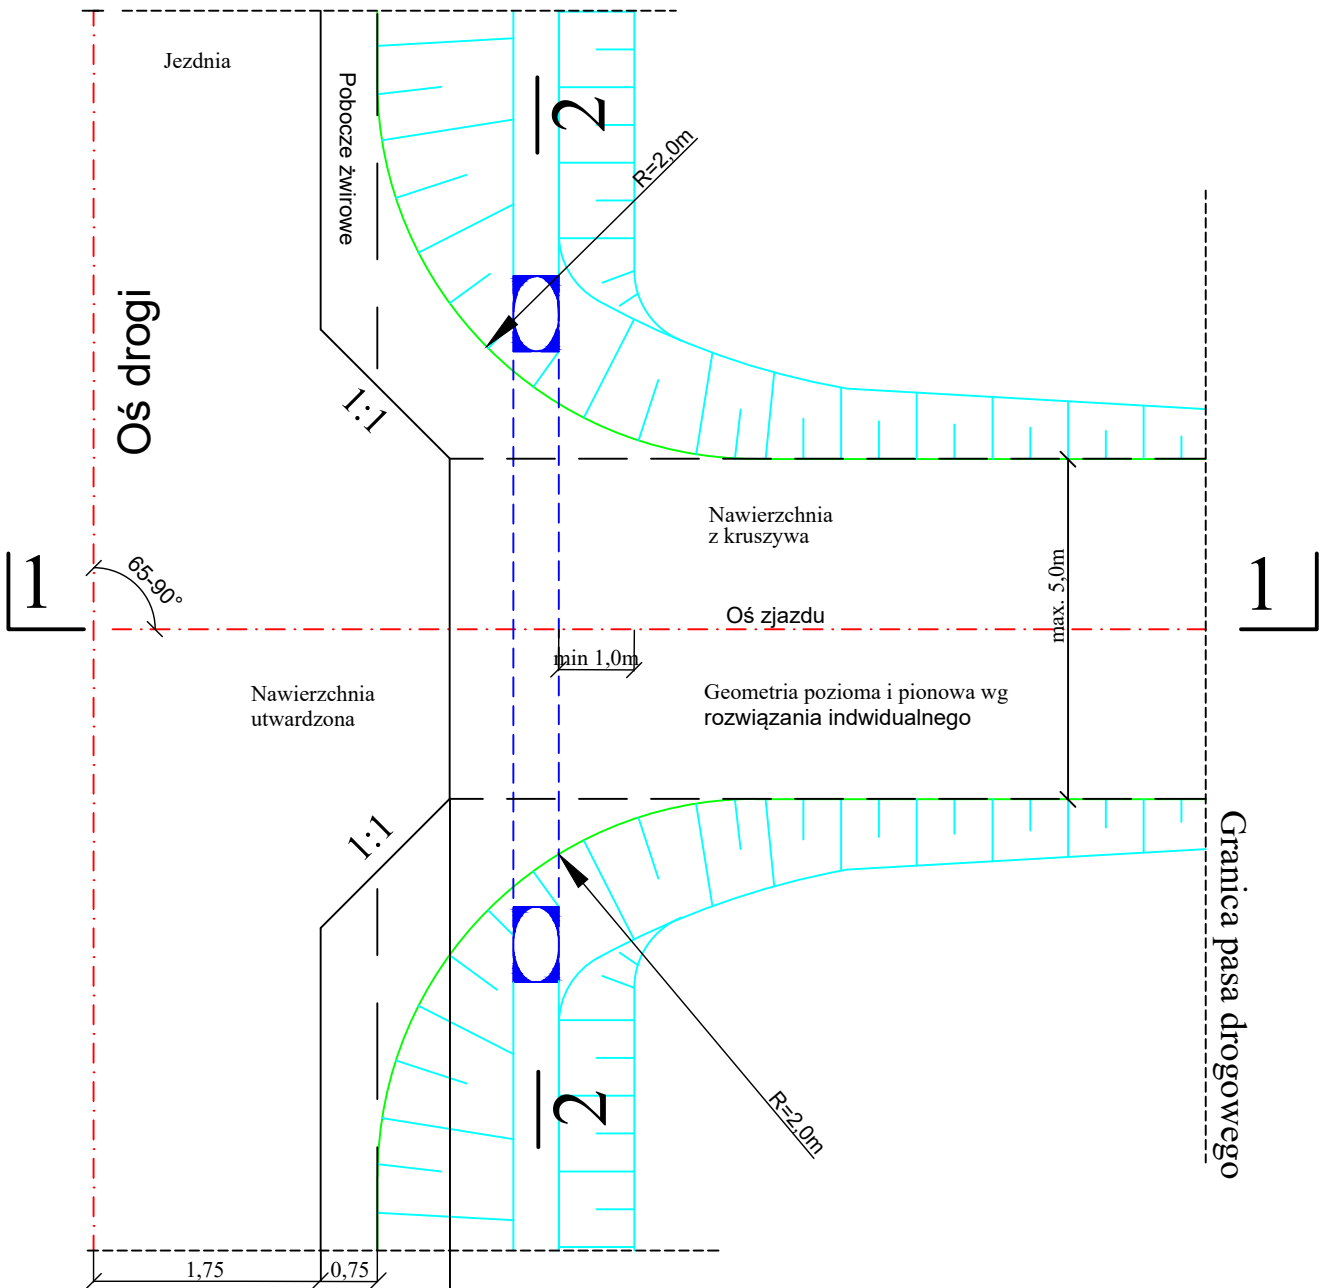 Jezdnia
Pobocze żwirowe
2
R=2,0m
Oś drogi
1:1
Nawierzchnia
z kruszywa
1
65-90°
max. 5,0m
1
Oś zjazdu
min 1,0m
Nawierzchnia
utwardzona
Geometria pozioma i pionowa wg
rozwiązania indwidualnego
1:1
Granica pasa drogowego
2
R=2,0m
1,75
0,75